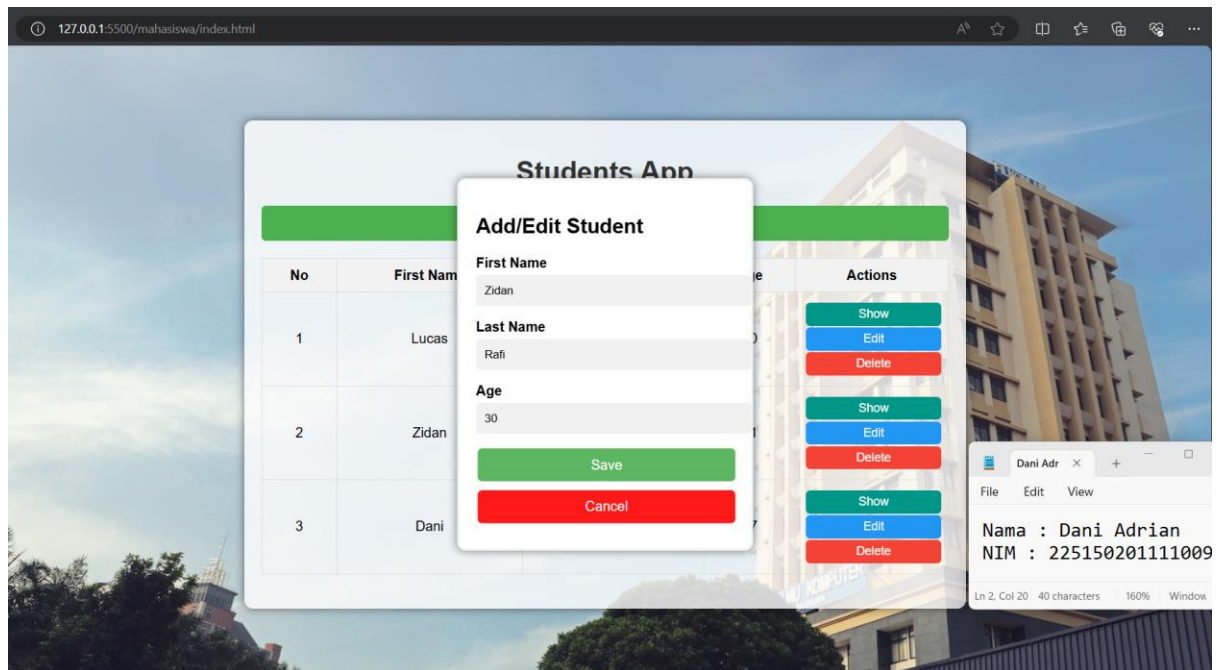 127.0.0.1:5500/mahasiswa/index.html
Students App
No First Nam Actions
1 Lucas Show
Edit
Delete
2 Zidan Show
Edit
Delete
3 Dani Show
Edit
Delete
Add/Edit Student
First Name
Zidan
Last Name
Rafi
Age
30
Save
Cancel
Dani Adr
File Edit View
Nama : Dani Adrian
NIM : 225150201111009
Ln 2, Col 20 40 characters 160% Window